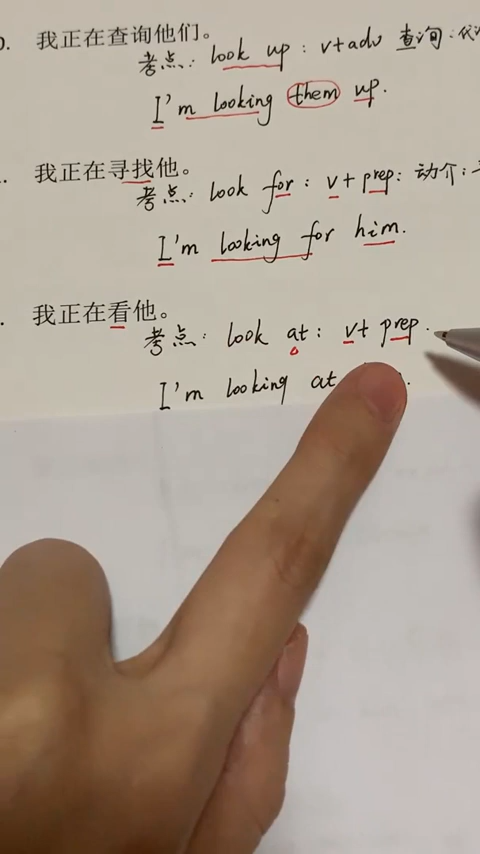 0. 我正在查询他们。
考点: look up: v+adv 查询:代
I'm looking them up.
. 我正在寻找他。
考点: look for: v+prep: 动介:
I'm looking for him.
. 我正在看他。
考点: look at: v+prep.
I'm looking at